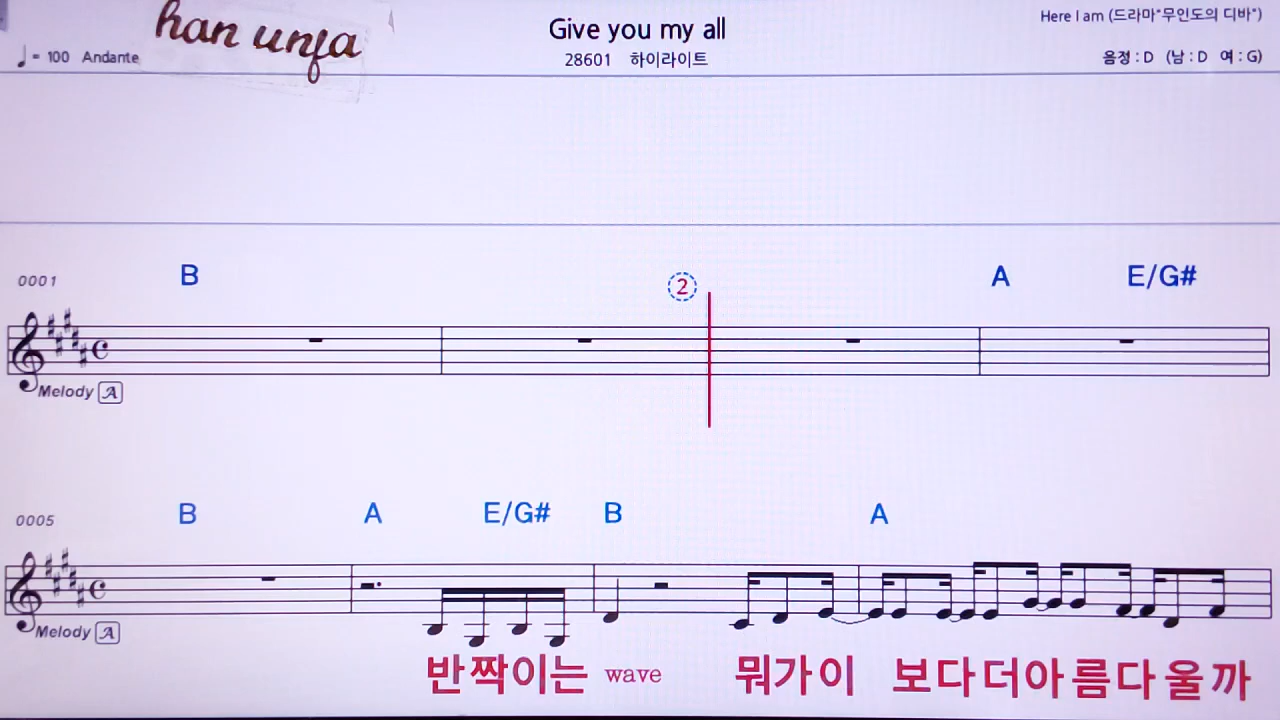 han unfa
Give you my all
Here I am (드라마"무인도의 디바")
♩= 100 Andante
28601 하이라이트
음정 : D (남 : D 여 : G)
0001 B ② A E/G#
Melody A
0005 B A E/G# B A
Melody A
반짝이는 wave 뭐가이 보다더아름다울까